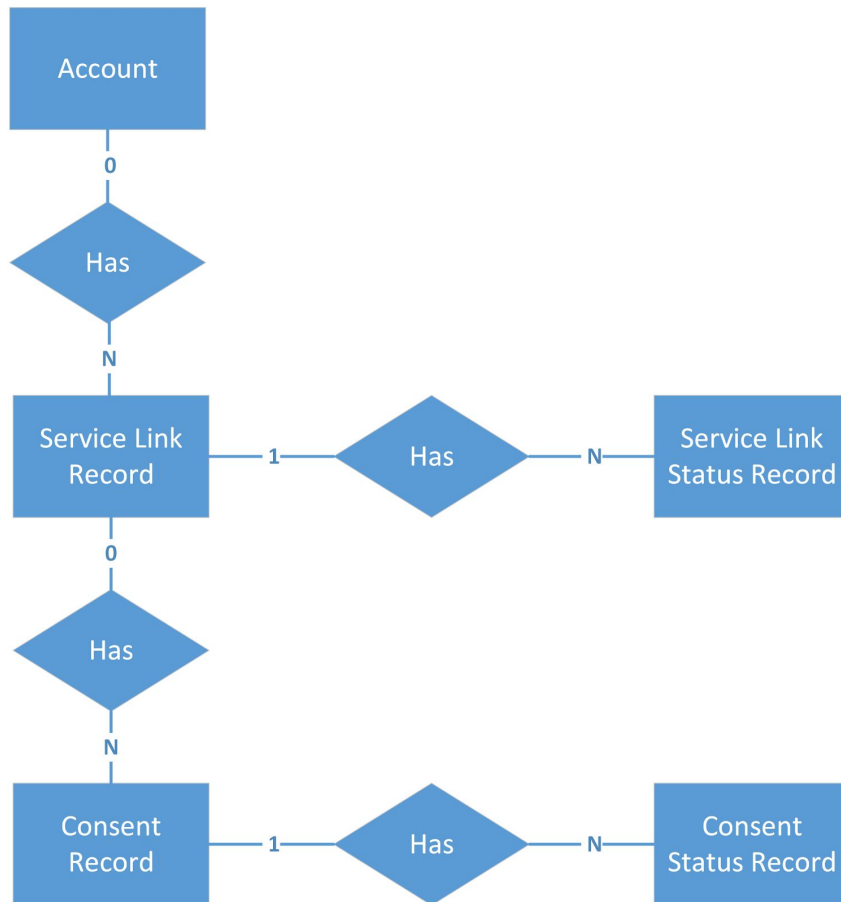 Account
0
Has
N
Service Link
Record
1
Has
N
Service Link
Status Record
0
Has
N
Consent
Record
1
Has
N
Consent
Status Record